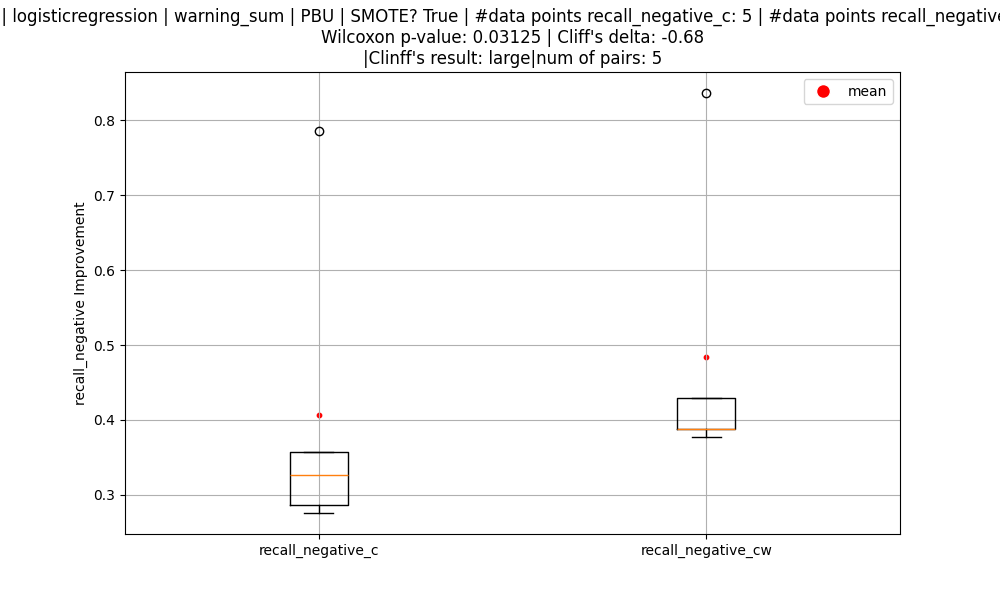 | logisticregression | warning_sum | PBU | SMOTE? True | #data points recall_negative_c: 5 | #data points recall_negative
Wilcoxon p-value: 0.03125 | Cliff's delta: -0.68
|Clinff's result: large|num of pairs: 5
mean
0.8
0.7
0.6
0.5
0.4
0.3
recall_negative Improvement
recall_negative_c
recall_negative_cw